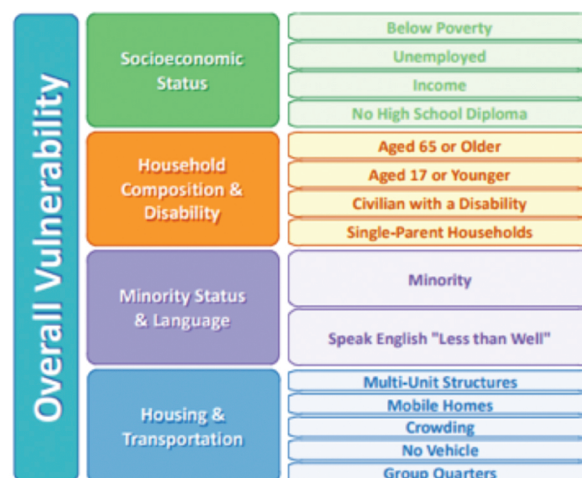 Overall Vulnerability
Socioeconomic
Status
Below Poverty
Unemployed
Income
No High School Diploma
Household
Composition &
Disability
Aged 65 or Older
Aged 17 or Younger
Civilian with a Disability
Single-Parent Households
Minority Status
& Language
Minority
Speak English "Less than Well"
Housing &
Transportation
Multi-Unit Structures
Mobile Homes
Crowding
No Vehicle
Group Quarters